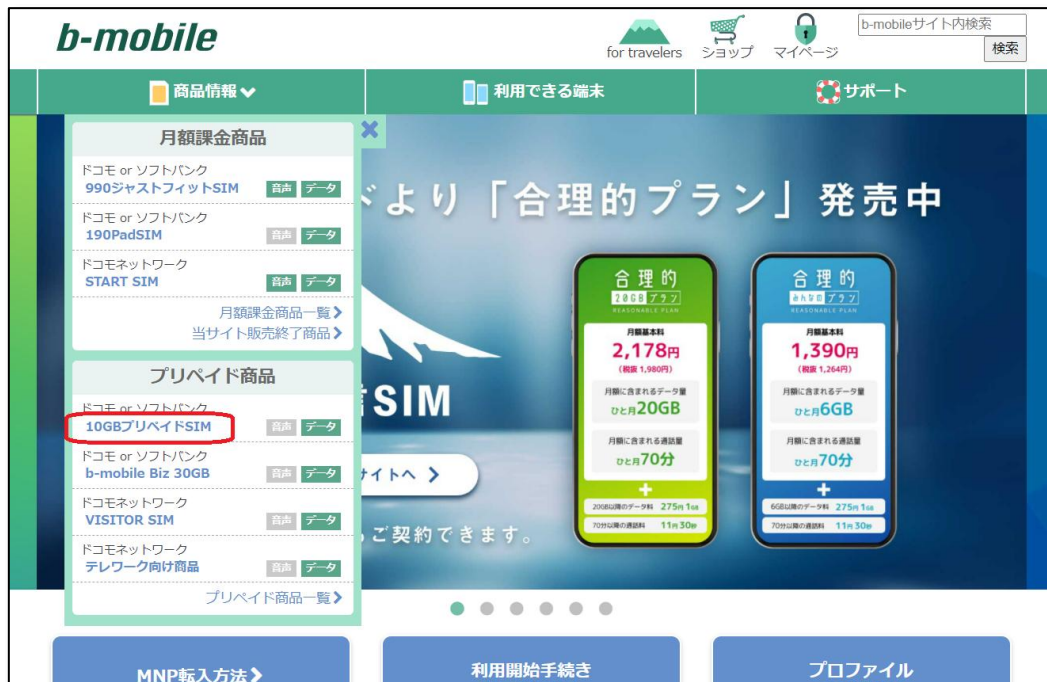 b-mobile
for travelers
ショップ
マイページ
b-mobileサイト内検索
検索
商品情報
利用できる端末
サポート
月額課金商品
ドコモ or ソフトバンク
990ジャストフィットSIM 音声 データ
ドコモ or ソフトバンク
190PadSIM 音声 データ
ドコモネットワーク
START SIM 音声 データ
月額課金商品一覧
当サイト販売終了商品
プリペイド商品
ドコモ or ソフトバンク
10GBプリペイドSIM 音声 データ
ドコモ or ソフトバンク
b-mobile Biz 30GB 音声 データ
ドコモネットワーク
VISITOR SIM 音声 データ
ドコモネットワーク
テレワーク向け商品 音声 データ
プリペイド商品一覧
ドより「合理的プラン」発売中
SIM
サイトへ
ご契約できます。
合理的
20GBプラン
REASONABLE PLAN
月額基本料
2,178円
(税抜 1,980円)
月額に含まれるデータ量
ひと月20GB
月額に含まれる通話量
ひと月70分
+
20GB以降のデータ料 275円 1GB
70分以降の通話料 11円 30秒
合理的
みんなのプラン
REASONABLE PLAN
月額基本料
1,390円
(税抜 1,264円)
月額に含まれるデータ量
ひと月6GB
月額に含まれる通話量
ひと月70分
+
6GB以降のデータ料 275円 1GB
70分以降の通話料 11円 30秒
MNP転入方法
利用開始手続き
プロファイル